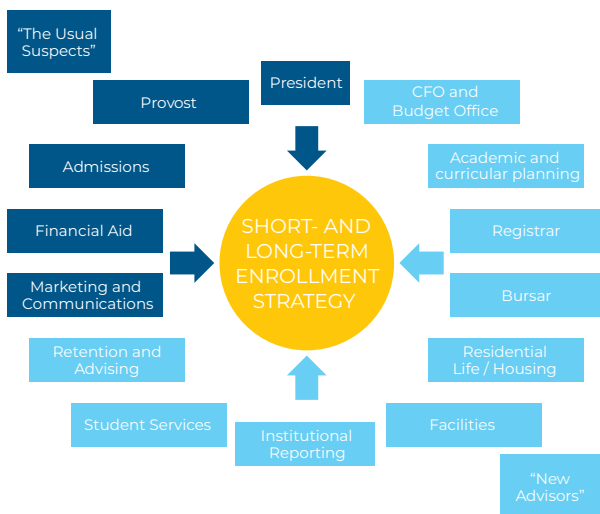 “The Usual
Suspects”
President
Provost
CFO and
Budget Office
Admissions
Academic and
curricular planning
Financial Aid
SHORT- AND
LONG-TERM
ENROLLMENT
STRATEGY
Registrar
Marketing and
Communications
Bursar
Retention and
Advising
Residential
Life / Housing
Student Services
Institutional
Reporting
Facilities
“New
Advisors”